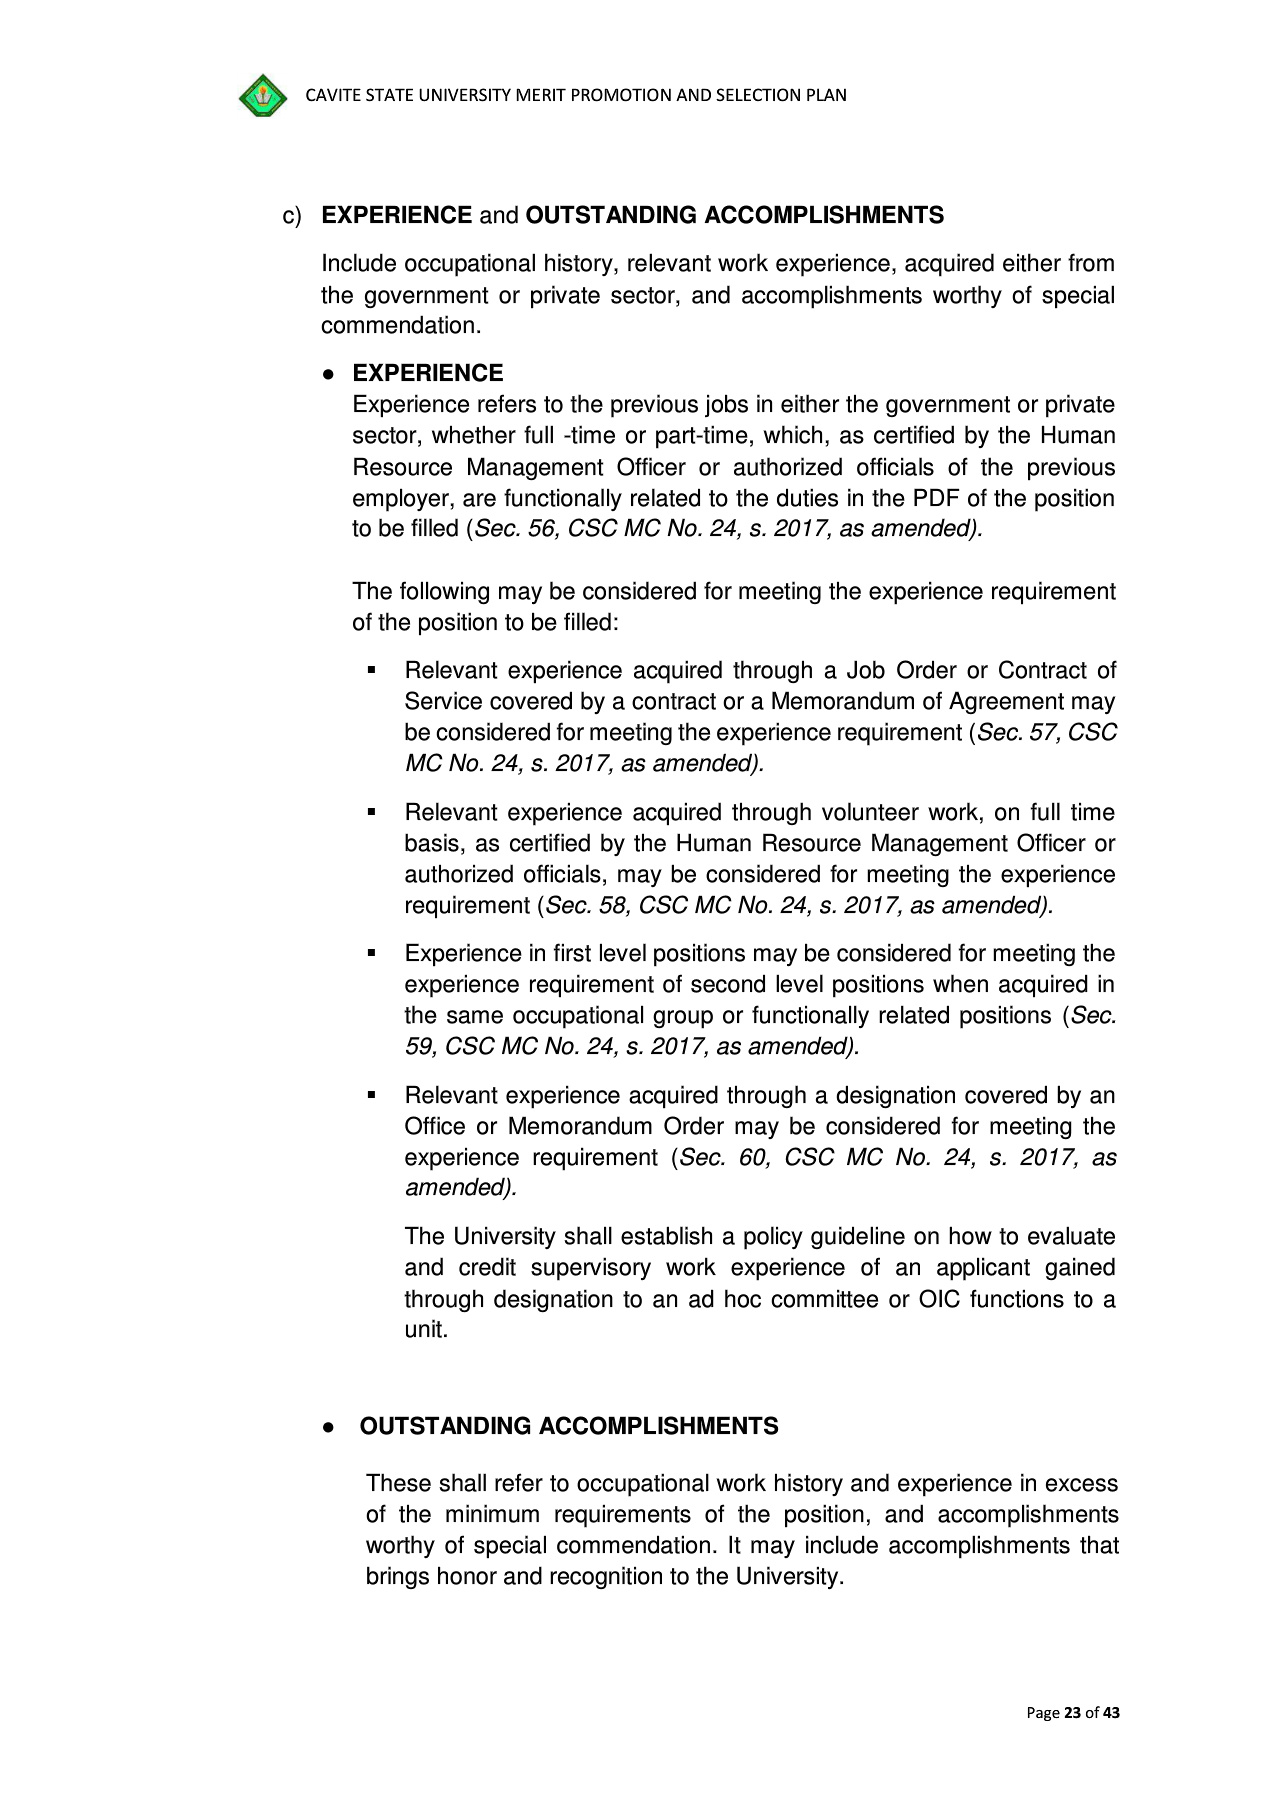 CAVITE STATE UNIVERSITY MERIT PROMOTION AND SELECTION PLAN
c) EXPERIENCE and OUTSTANDING ACCOMPLISHMENTS
Include occupational history, relevant work experience, acquired either from
the government or private sector, and accomplishments worthy of special
commendation.
● EXPERIENCE
Experience refers to the previous jobs in either the government or private
sector, whether full -time or part-time, which, as certified by the Human
Resource Management Officer or authorized officials of the previous
employer, are functionally related to the duties in the PDF of the position
to be filled (Sec. 56, CSC MC No. 24, s. 2017, as amended).
The following may be considered for meeting the experience requirement
of the position to be filled:
▪ Relevant experience acquired through a Job Order or Contract of
Service covered by a contract or a Memorandum of Agreement may
be considered for meeting the experience requirement (Sec. 57, CSC
MC No. 24, s. 2017, as amended).
▪ Relevant experience acquired through volunteer work, on full time
basis, as certified by the Human Resource Management Officer or
authorized officials, may be considered for meeting the experience
requirement (Sec. 58, CSC MC No. 24, s. 2017, as amended).
▪ Experience in first level positions may be considered for meeting the
experience requirement of second level positions when acquired in
the same occupational group or functionally related positions (Sec.
59, CSC MC No. 24, s. 2017, as amended).
▪ Relevant experience acquired through a designation covered by an
Office or Memorandum Order may be considered for meeting the
experience requirement (Sec. 60, CSC MC No. 24, s. 2017, as
amended).
The University shall establish a policy guideline on how to evaluate
and credit supervisory work experience of an applicant gained
through designation to an ad hoc committee or OIC functions to a
unit.
● OUTSTANDING ACCOMPLISHMENTS
These shall refer to occupational work history and experience in excess
of the minimum requirements of the position, and accomplishments
worthy of special commendation. It may include accomplishments that
brings honor and recognition to the University.
Page 23 of 43